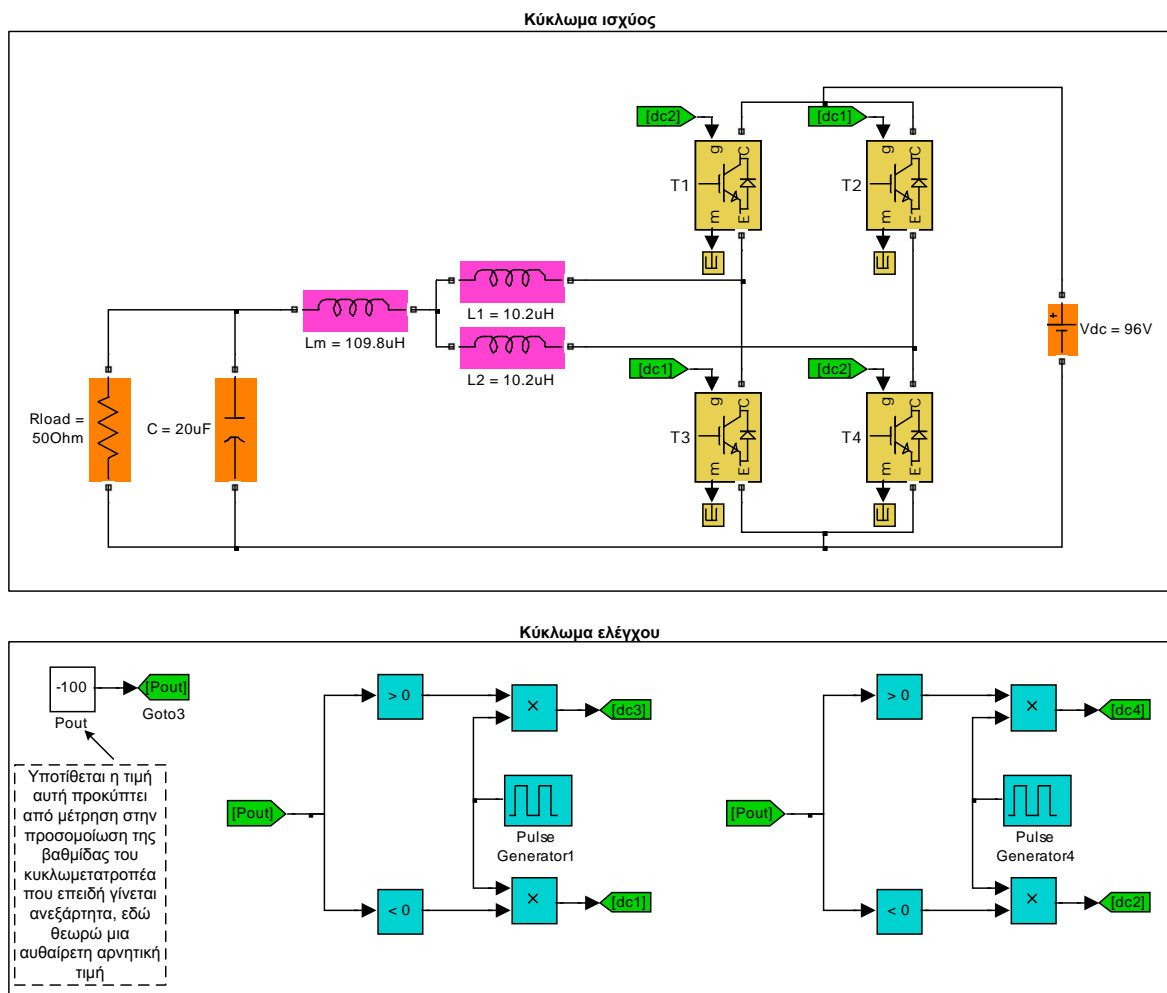 Κύκλωμα ισχύος
[dc2]
[dc1]
g
C
T1
m
E
g
C
T2
m
E
L1 = 10.2uH
Lm = 109.8uH
L2 = 10.2uH
+
Vdc = 96V
[dc1]
[dc2]
g
C
T3
m
E
g
C
T4
m
E
Rload =
50Ohm
C = 20uF
Κύκλωμα ελέγχου
-100
[Pout]
Pout
Goto3
Υποτίθεται η τιμή
αυτή προκύπτει
από μέτρηση στην
προσομοίωση της
βαθμίδας του
κυκλωμετατροπέα
που επειδή γίνεται
ανεξάρτητα, εδώ
θεωρώ μια
αυθαίρετη αρνητική
τιμή
> 0
×
[dc3]
[Pout]
Pulse
Generator1
< 0
×
[dc1]
> 0
×
[dc4]
[Pout]
Pulse
Generator4
< 0
×
[dc2]